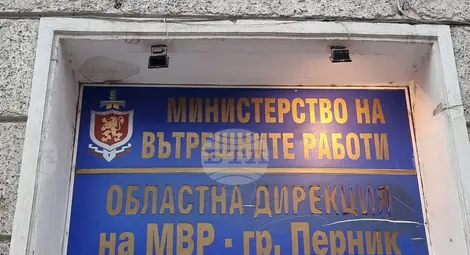 МИНИСТЕРСТВО НА
ВЪТРЕШНИТЕ РАБОТИ
ОБЛАСТНА ДИРЕКЦИЯ
на МВР - гр. Перник